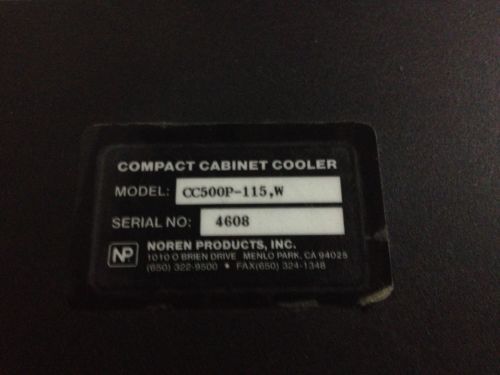 COMPACT CABINET COOLER
MODEL: CC500P-115,W
SERIAL NO: 4608
NP NOREN PRODUCTS, INC.
1010 O BRIEN DRIVE MENLO PARK, CA 94025
(650) 322-9500 • FAX(650) 324-1348